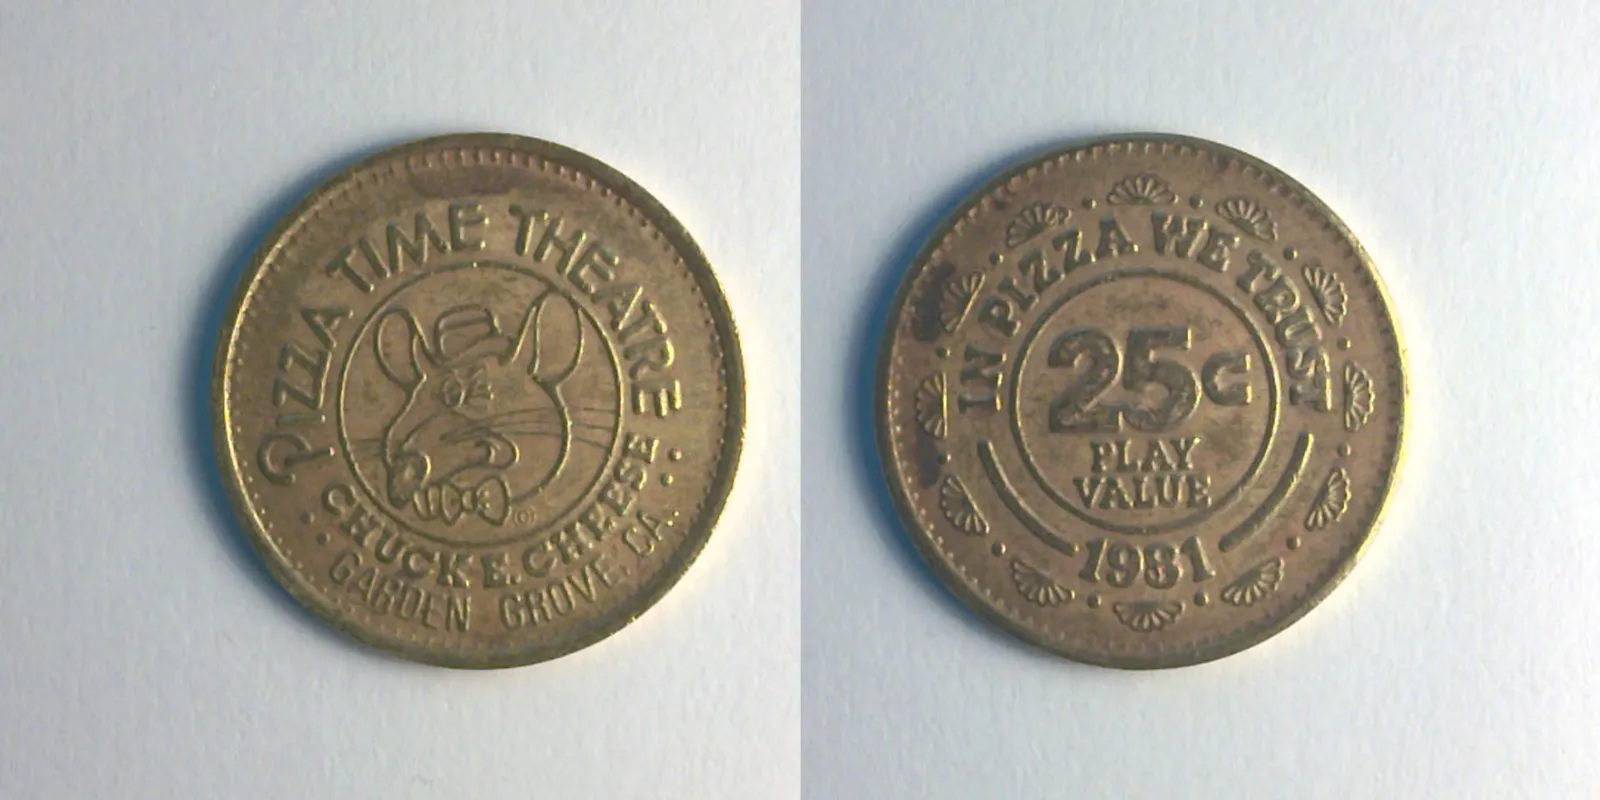 PIZZA TIME THEATRE
©
CHUCK E. CHEESE
GARDEN GROVE, CA.
IN PIZZA WE TRUST
25¢
PLAY
VALUE
1981